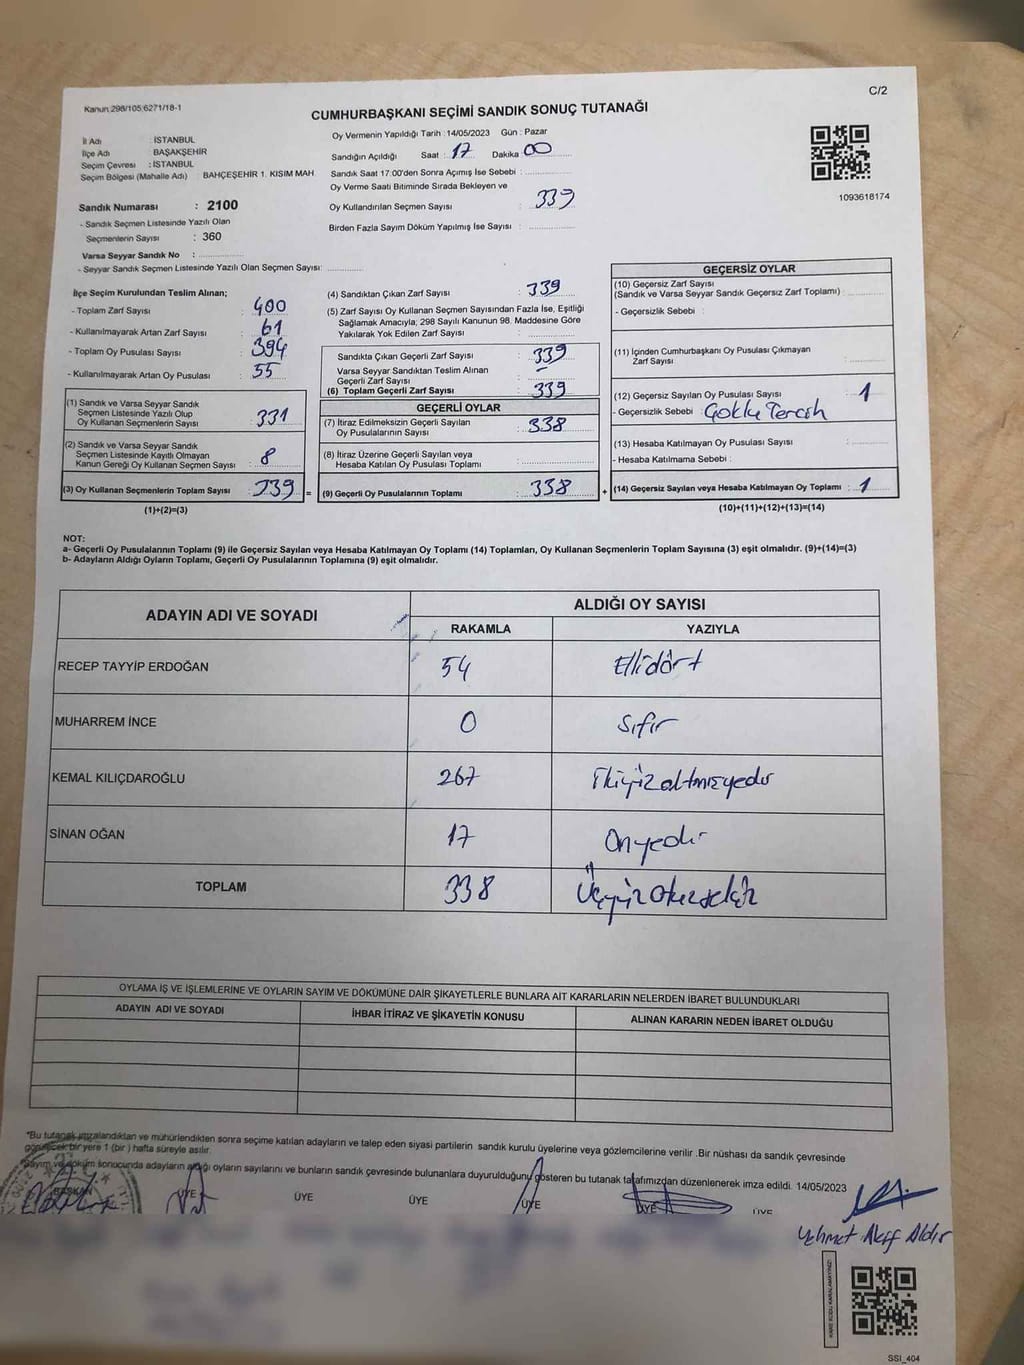 Kanun:298/105;6271/18-1
C/2
CUMHURBAŞKANI SEÇİMİ SANDIK SONUÇ TUTANAĞI
İl Adı : İSTANBUL
İlçe Adı : BAŞAKŞEHİR
Seçim Çevresi : İSTANBUL
Seçim Bölgesi (Mahalle Adı) : BAHÇEŞEHİR 1. KISIM MAH
Sandık Numarası : 2100
- Sandık Seçmen Listesinde Yazılı Olan
Seçmenlerin Sayısı : 360
Varsa Seyyar Sandık No :
- Seyyar Sandık Seçmen Listesinde Yazılı Olan Seçmen Sayısı:
Oy Vermenin Yapıldığı Tarih : 14/05/2023 Gün : Pazar
Sandığın Açıldığı Saat : 17 Dakika 00
Sandık Saat 17:00'den Sonra Açımış İse Sebebi :
Oy Verme Saati Bitiminde Sırada Bekleyen ve
Oy Kullandırılan Seçmen Sayısı : 339
Birden Fazla Sayım Döküm Yapılmış İse Sayısı :
1093618174
İlçe Seçim Kurulundan Teslim Alınan;
- Toplam Zarf Sayısı : 400
- Kullanılmayarak Artan Zarf Sayısı : 61
- Toplam Oy Pusulası Sayısı : 394
- Kullanılmayarak Artan Oy Pusulası : 55
(1) Sandık ve Varsa Seyyar Sandık
Seçmen Listesinde Yazılı Olup
Oy Kullanan Seçmenlerin Sayısı : 331
(2) Sandık ve Varsa Seyyar Sandık
Seçmen Listesinde Kayıtlı Olmayan
Kanun Gereği Oy Kullanan Seçmen Sayısı : 8
(3) Oy Kullanan Seçmenlerin Toplam Sayısı : 339 =
(1)+(2)=(3)
(4) Sandıktan Çıkan Zarf Sayısı : 339
(5) Zarf Sayısı Oy Kullanan Seçmen Sayısından Fazla İse, Eşitliği
Sağlamak Amacıyla; 298 Sayılı Kanunun 98. Maddesine Göre
Yakılarak Yok Edilen Zarf Sayısı :
Sandıkta Çıkan Geçerli Zarf Sayısı : 339
Varsa Seyyar Sandıktan Teslim Alınan
Geçerli Zarf Sayısı : –
(6) Toplam Geçerli Zarf Sayısı : 339
GEÇERLİ OYLAR
(7) İtiraz Edilmeksizin Geçerli Sayılan
Oy Pusulalarının Sayısı : 338
(8) İtiraz Üzerine Geçerli Sayılan veya
Hesaba Katılan Oy Pusulası Toplamı :
(9) Geçerli Oy Pusulalarının Toplamı : 338 +
GEÇERSİZ OYLAR
(10) Geçersiz Zarf Sayısı
(Sandık ve Varsa Seyyar Sandık Geçersiz Zarf Toplamı) :
- Geçersizlik Sebebi :
(11) İçinden Cumhurbaşkanı Oy Pusulası Çıkmayan
Zarf Sayısı :
(12) Geçersiz Sayılan Oy Pusulası Sayısı : 1
- Geçersizlik Sebebi : Çoklu Tercih
(13) Hesaba Katılmayan Oy Pusulası Sayısı :
- Hesaba Katılmama Sebebi :
(14) Geçersiz Sayılan veya Hesaba Katılmayan Oy Toplamı : 1
(10)+(11)+(12)+(13)=(14)
NOT:
a- Geçerli Oy Pusulalarının Toplamı (9) ile Geçersiz Sayılan veya Hesaba Katılmayan Oy Toplamı (14) Toplamları, Oy Kullanan Seçmenlerin Toplam Sayısına (3) eşit olmalıdır. (9)+(14)=(3)
b- Adayların Aldığı Oyların Toplamı, Geçerli Oy Pusulalarının Toplamına (9) eşit olmalıdır.
ADAYIN ADI VE SOYADI ALDIĞI OY SAYISI
RAKAMLA YAZIYLA
RECEP TAYYİP ERDOĞAN 54 Ellidört
MUHARREM İNCE 0 Sıfır
KEMAL KILIÇDAROĞLU 267 İkiyüzaltmışyedi
SİNAN OĞAN 17 Onyedi
TOPLAM 338 Üçyüzotuzsekiz
OYLAMA İŞ VE İŞLEMLERİNE VE OYLARIN SAYIM VE DÖKÜMÜNE DAİR ŞİKAYETLERLE BUNLARA AİT KARARLARIN NELERDEN İBARET BULUNDUKLARI
ADAYIN ADI VE SOYADI İHBAR İTİRAZ VE ŞİKAYETİN KONUSU ALINAN KARARIN NEDEN İBARET OLDUĞU
*Bu tutanak imzalandıktan ve mühürlendikten sonra seçime katılan adayların ve talep eden siyasi partilerin sandık kurulu üyelerine veya gözlemcilerine verilir .Bir nüshası da sandık çevresinde
görülecek bir yere 1 (bir ) hafta süreyle asılır.
Sayım ve döküm sonucunda adayların aldığı oyların sayılarını ve bunların sandık çevresinde bulunanlara duyurulduğunu gösteren bu tutanak tarafımızdan düzenlenerek imza edildi. 14/05/2023
BAŞKAN ÜYE ÜYE ÜYE ÜYE ÜYE ÜYE
Akif Aldır
SSI_404